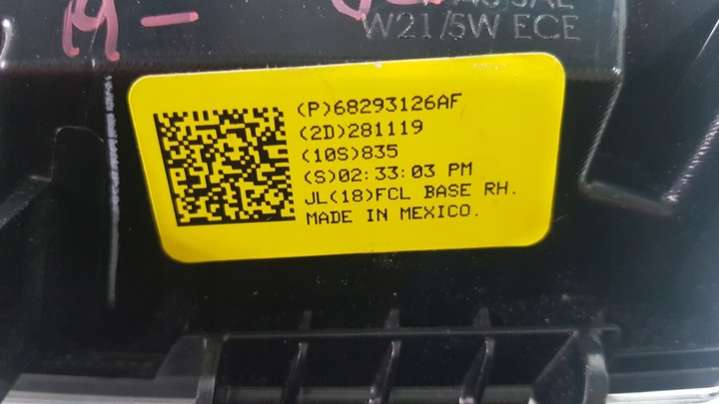 19-
W21/5W ECE
(P)68293126AF
(2D)281119
(10S)835
(S)02:33:03 PM
JL(18)FCL BASE RH.
MADE IN MEXICO.